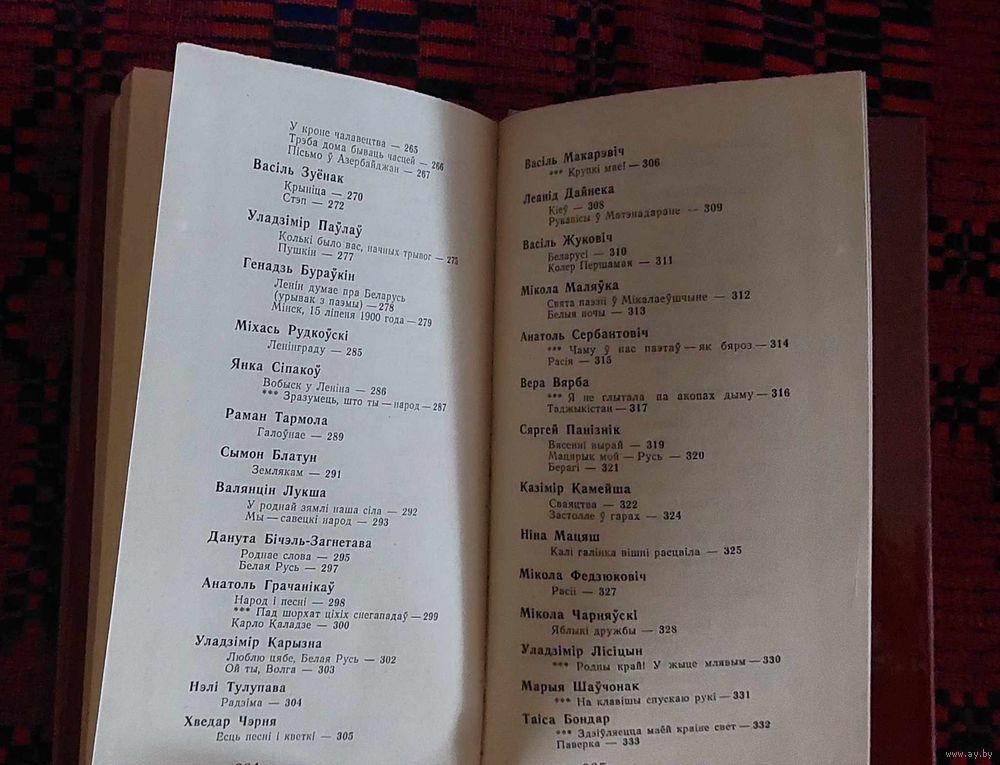 У кроне чалавецтва — 265
Трэба дома бываць часцей — 266
Пісьмо ў Азербайджан — 267
Васіль Зуёнак
Крыніца — 270
Стэп — 272
Уладзімір Паўлаў
Колькі было вас, начных трывог — 275
Пушкін — 277
Генадзь Бураўкін
Ленін думае пра Беларусь
(урывак з паэмы) — 278
Мінск, 15 ліпеня 1900 года — 279
Міхась Рудкоўскі
Ленінграду — 285
Янка Сіпакоў
Вобыск у Леніна — 286
*** Зразумець, што ты — народ — 287
Раман Тармола
Галоўнае — 289
Сымон Блатун
Землякам — 291
Валянцін Лукша
У роднай зямлі наша сіла — 292
Мы — савецкі народ — 293
Данута Бічэль-Загнетава
Роднае слова — 295
Белая Русь — 297
Анатоль Грачанікаў
Народ і песні — 298
*** Пад шорхат ціхіх снегападаў — 299
Карло Каладзе — 300
Уладзімір Карызна
Люблю цябе, Белая Русь — 302
Ой ты, Волга — 303
Нэлі Тулупава
Радзіма — 304
Хведар Чэрня
Ёсць песні і кветкі — 305
Васіль Макарэвіч
*** Крупкі мае! — 306
Леанід Дайнека
Кіеў — 308
Рукапісы ў Матэнадаране — 309
Васіль Жуковіч
Беларусі — 310
Колер Першамая — 311
Мікола Маляўка
Свята паэзіі ў Мікалаеўшчыне — 312
Белыя ночы — 313
Анатоль Сербантовіч
*** Чаму ў нас паэтаў — як бяроз — 314
Расія — 315
Вера Вярба
*** Я не глытала па акопах дыму — 316
Таджыкістан — 317
Сяргей Панізнік
Вясенні вырай — 319
Мацярык мой — Русь — 320
Берагі — 321
Казімір Камейша
Сваяцтва — 322
Застолле ў гарах — 324
Ніна Мацяш
Калі галінка вішні расцвіла — 325
Мікола Федзюковіч
Расіі — 327
Мікола Чарняўскі
Яблыкі дружбы — 328
Уладзімір Лісіцын
*** Родны край! У жыце млявым — 330
Марыя Шаўчонак
*** На клавішы спускаю рукі — 331
Таіса Бондар
*** Здзіўляецца маёй краіне свет — 332
Паверка — 333
www.ay.by